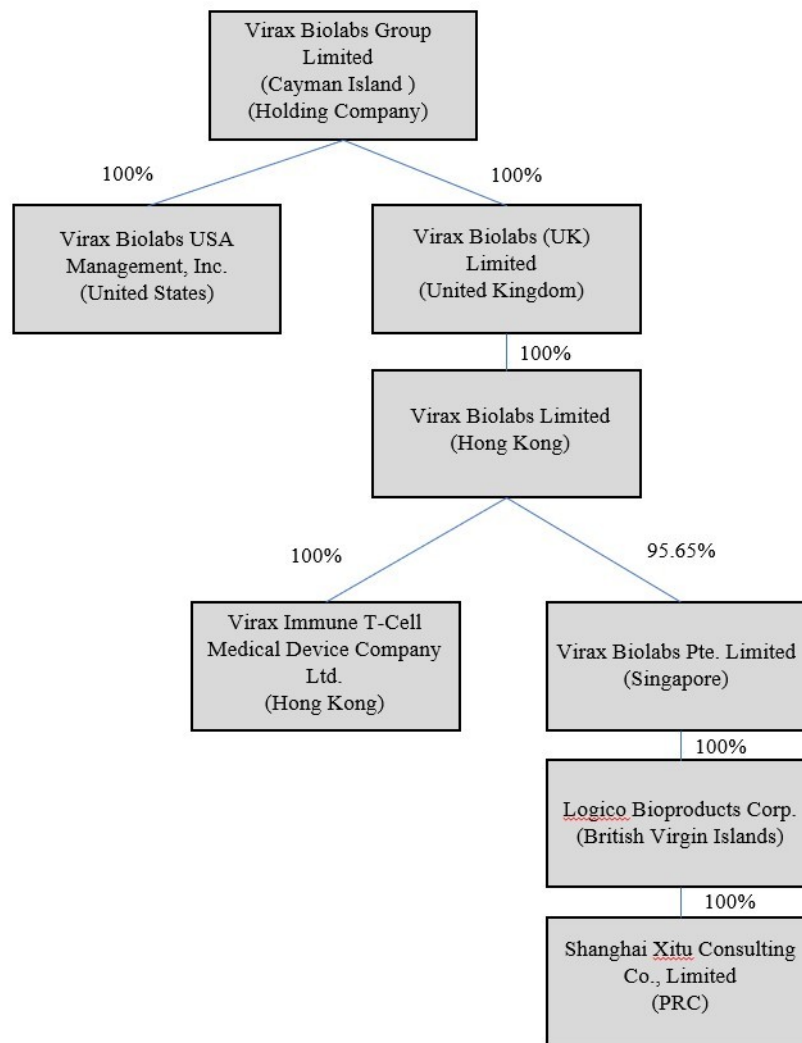 Virax Biolabs Group
Limited
(Cayman Island )
(Holding Company)
100%
100%
Virax Biolabs USA
Management, Inc.
(United States)
Virax Biolabs (UK)
Limited
(United Kingdom)
100%
Virax Biolabs Limited
(Hong Kong)
100%
95.65%
Virax Immune T-Cell
Medical Device Company
Ltd.
(Hong Kong)
Virax Biolabs Pte. Limited
(Singapore)
100%
Logico Bioproducts Corp.
(British Virgin Islands)
100%
Shanghai Xitu Consulting
Co., Limited
(PRC)